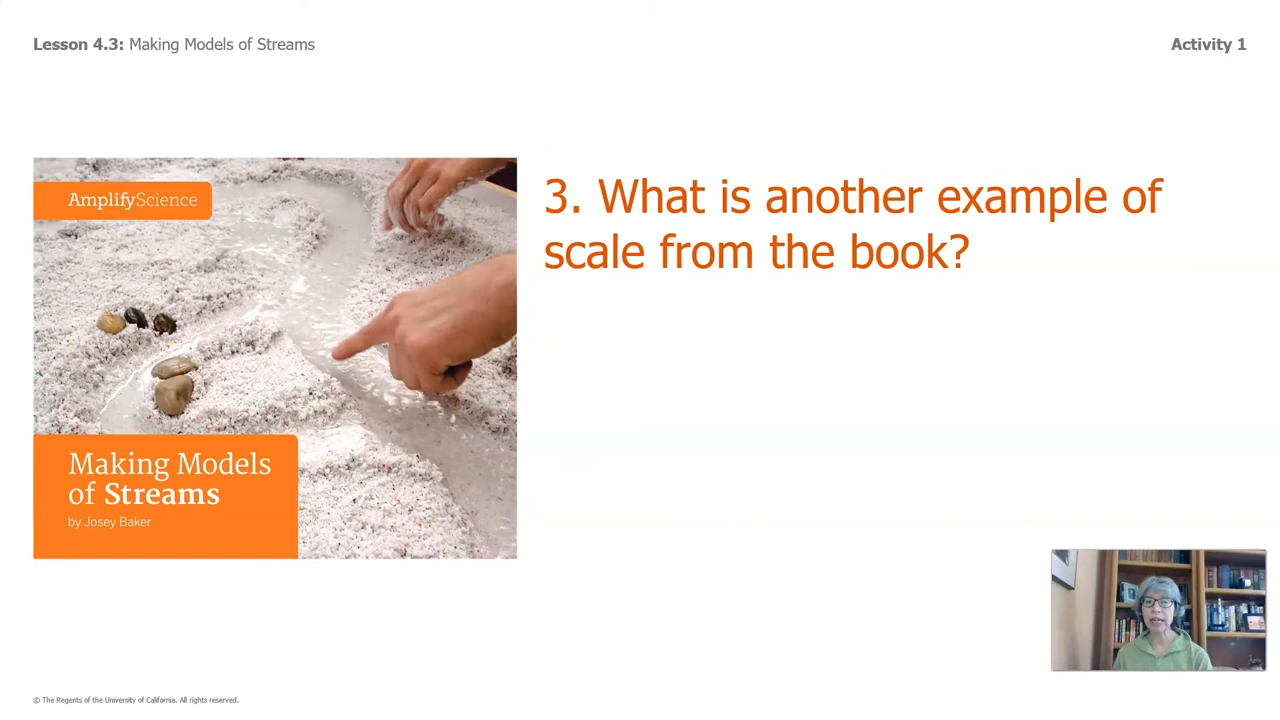 Lesson 4.3: Making Models of Streams
Activity 1
AmplifyScience
3. What is another example of
scale from the book?
Making Models
of Streams
by Josey Baker
© The Regents of the University of California. All rights reserved.